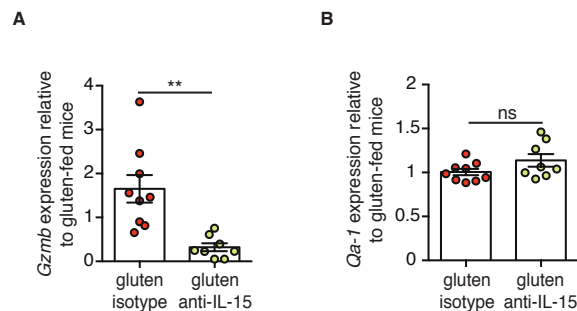 A
Gzmb expression relative
to gluten-fed mice
4
3
2
1
0
**
gluten
isotype
gluten
anti-IL-15
B
Qa-1 expression relative
to gluten-fed mice
2
1.5
1
0.5
0
ns
gluten
isotype
gluten
anti-IL-15